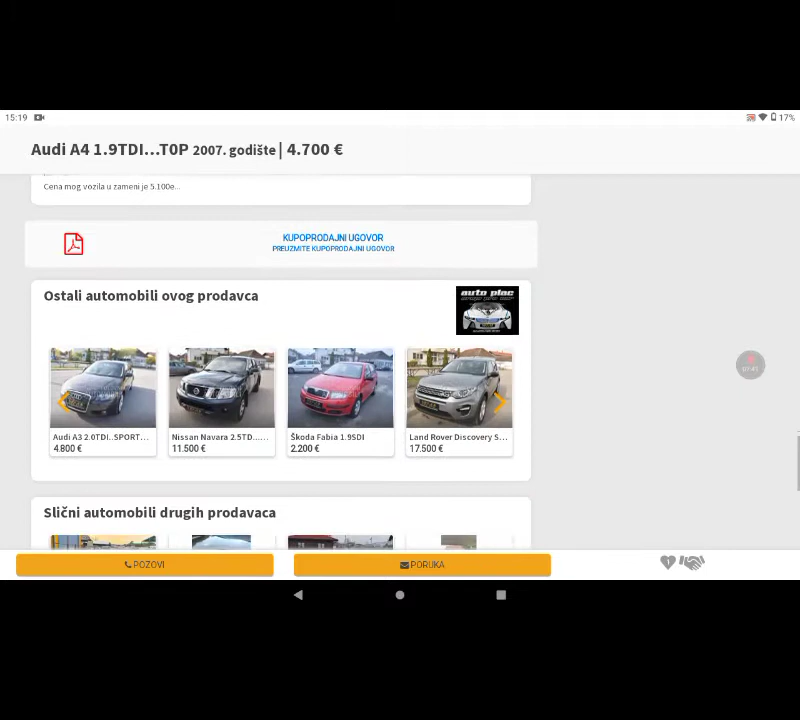 15:19
17%
Audi A4 1.9TDI...T0P 2007. godište | 4.700 €
Cena mog vozila u zameni je 5.100e...
KUPOPRODAJNI UGOVOR
PREUZMITE KUPOPRODAJNI UGOVOR
Ostali automobili ovog prodavca
auto plac
Audi A3 2.0TDI..SPORT...
4.800 €
Nissan Navara 2.5TD......
11.500 €
Škoda Fabia 1.9SDI
2.200 €
Land Rover Discovery S...
17.500 €
Slični automobili drugih prodavaca
POZOVI
PORUKA